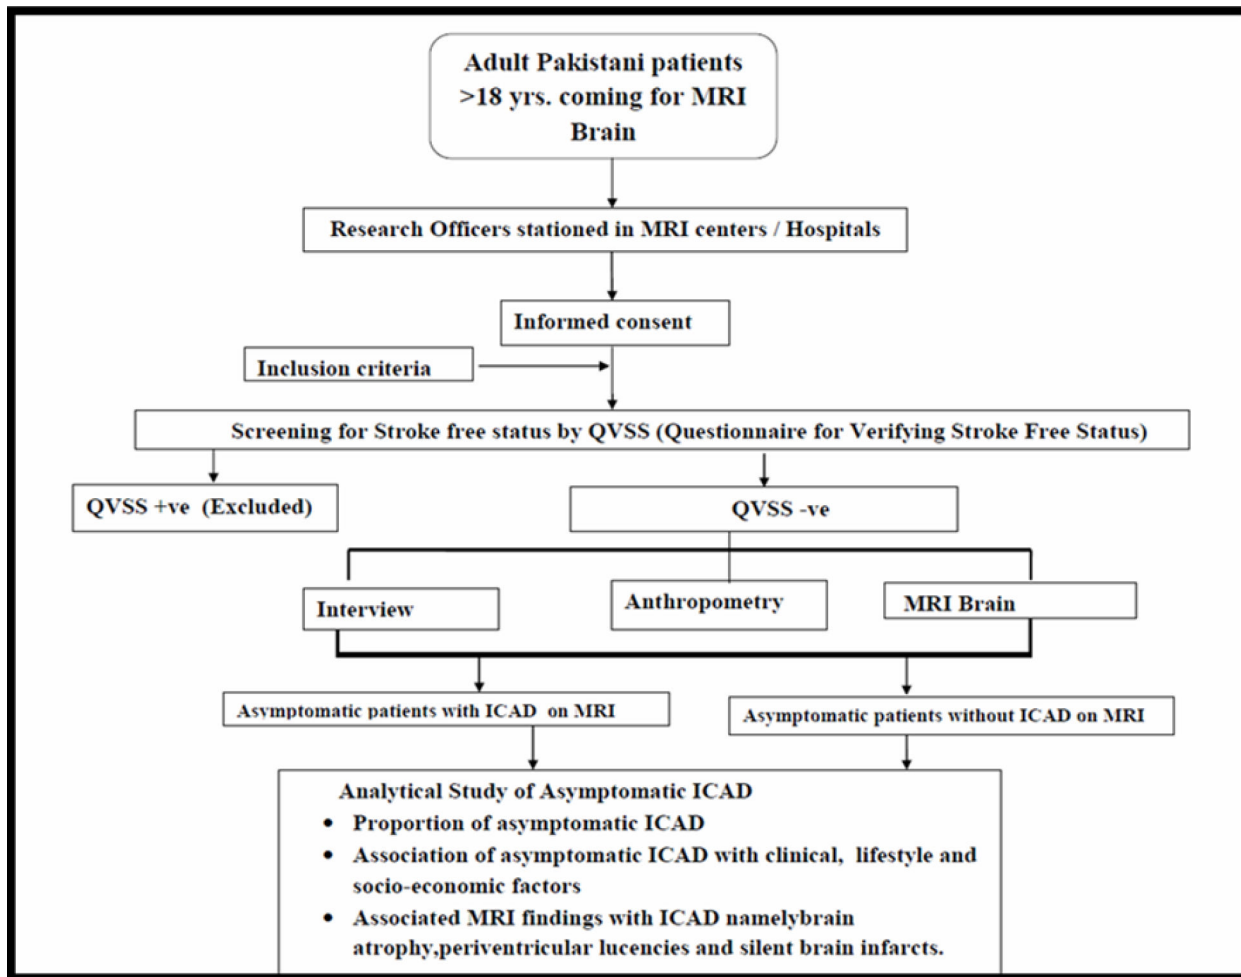 Adult Pakistani patients
>18 yrs. coming for MRI
Brain
Research Officers stationed in MRI centers / Hospitals
Informed consent
Inclusion criteria
Screening for Stroke free status by QVSS (Questionnaire for Verifying Stroke Free Status)
QVSS +ve (Excluded)
QVSS -ve
Interview
Anthropometry
MRI Brain
Asymptomatic patients with ICAD on MRI
Asymptomatic patients without ICAD on MRI
Analytical Study of Asymptomatic ICAD
• Proportion of asymptomatic ICAD
• Association of asymptomatic ICAD with clinical, lifestyle and
socio-economic factors
• Associated MRI findings with ICAD namelybrain
atrophy,periventricular lucencies and silent brain infarcts.